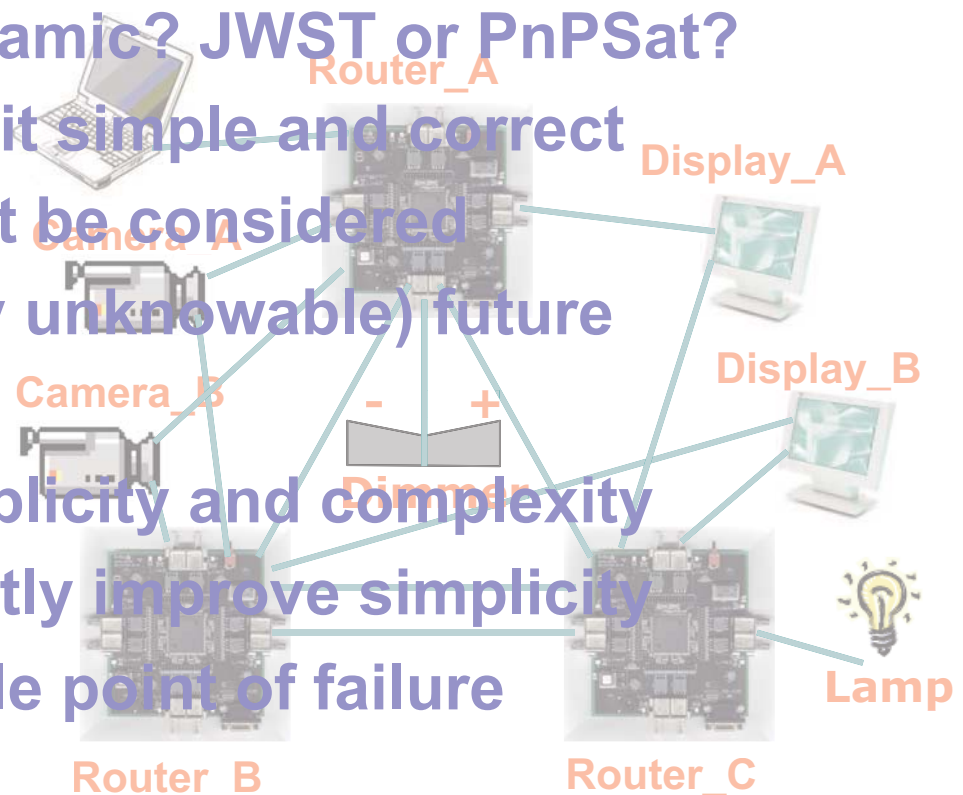 amic? JWST or PnPSat?
Router_A
it simple and correct
Display_A
t be considered
Camera_A
unknowable) future
Display_B
Camera_B
- +
plicity and complexity
Dimmer
tly improve simplicity
le point of failure
Lamp
Router_B
Router_C